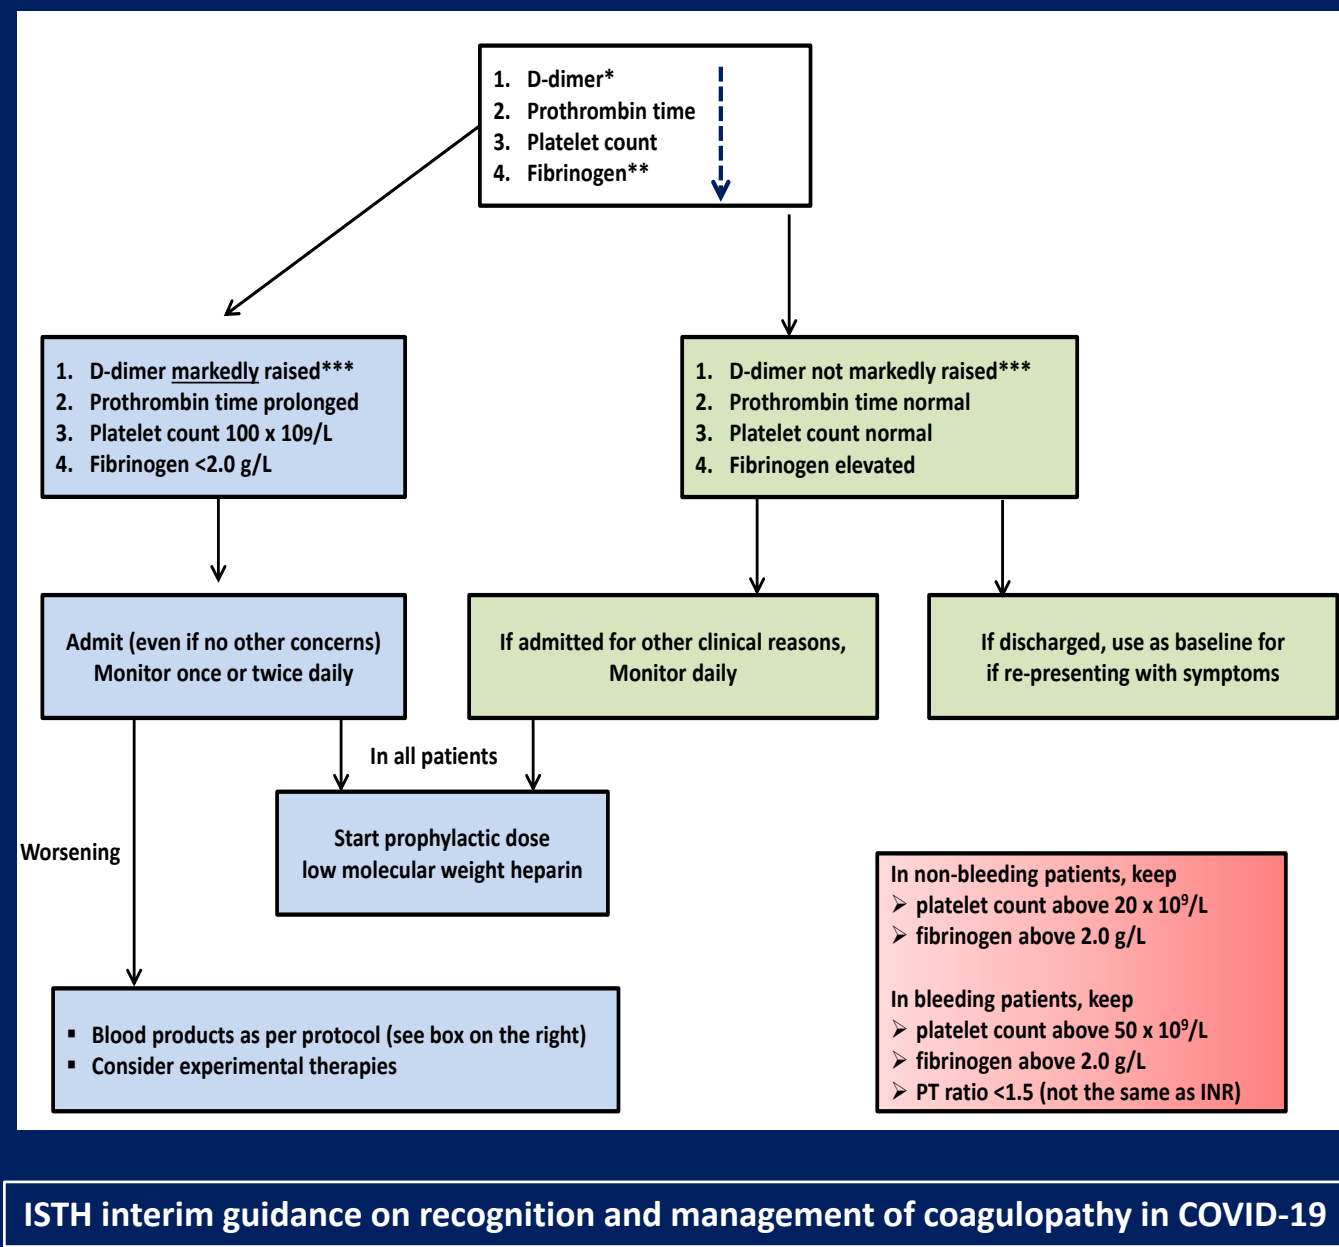 1. D-dimer*
2. Prothrombin time
3. Platelet count
4. Fibrinogen**
1. D-dimer markedly raised***
2. Prothrombin time prolonged
3. Platelet count 100 x 109/L
4. Fibrinogen <2.0 g/L
1. D-dimer not markedly raised***
2. Prothrombin time normal
3. Platelet count normal
4. Fibrinogen elevated
Admit (even if no other concerns)
Monitor once or twice daily
If admitted for other clinical reasons,
Monitor daily
If discharged, use as baseline for
if re-presenting with symptoms
In all patients
Worsening
Start prophylactic dose
low molecular weight heparin
▪ Blood products as per protocol (see box on the right)
▪ Consider experimental therapies
In non-bleeding patients, keep
➢ platelet count above 20 x 10⁹/L
➢ fibrinogen above 2.0 g/L
In bleeding patients, keep
➢ platelet count above 50 x 10⁹/L
➢ fibrinogen above 2.0 g/L
➢ PT ratio <1.5 (not the same as INR)
ISTH interim guidance on recognition and management of coagulopathy in COVID-19